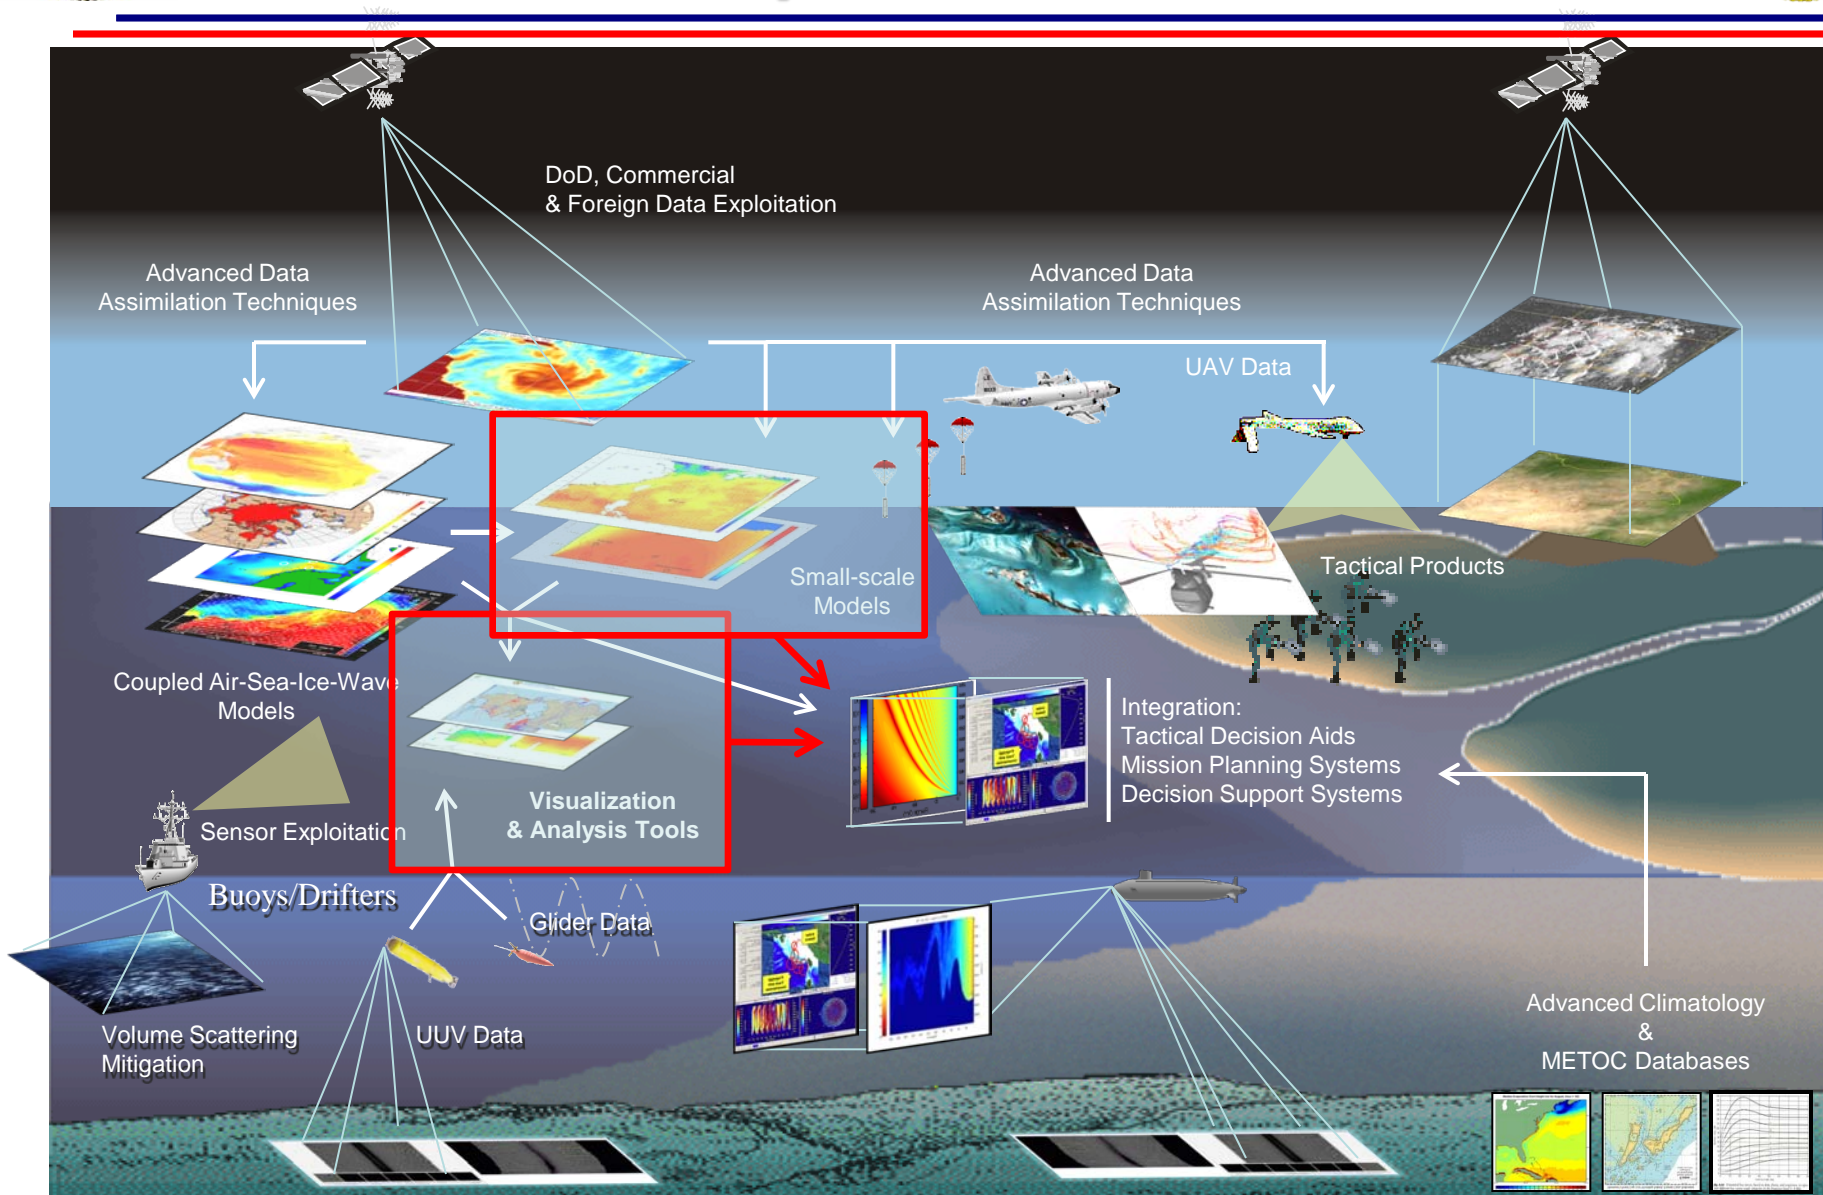 DoD, Commercial
& Foreign Data Exploitation
Advanced Data
Assimilation Techniques
Advanced Data
Assimilation Techniques
UAV Data
Small-scale
Models
Tactical Products
Coupled Air-Sea-Ice-Wave
Models
Integration:
Tactical Decision Aids
Mission Planning Systems
Decision Support Systems
Visualization
& Analysis Tools
Sensor Exploitation
Buoys/Drifters
Glider Data
Volume Scattering
Mitigation
UUV Data
Advanced Climatology
&
METOC Databases